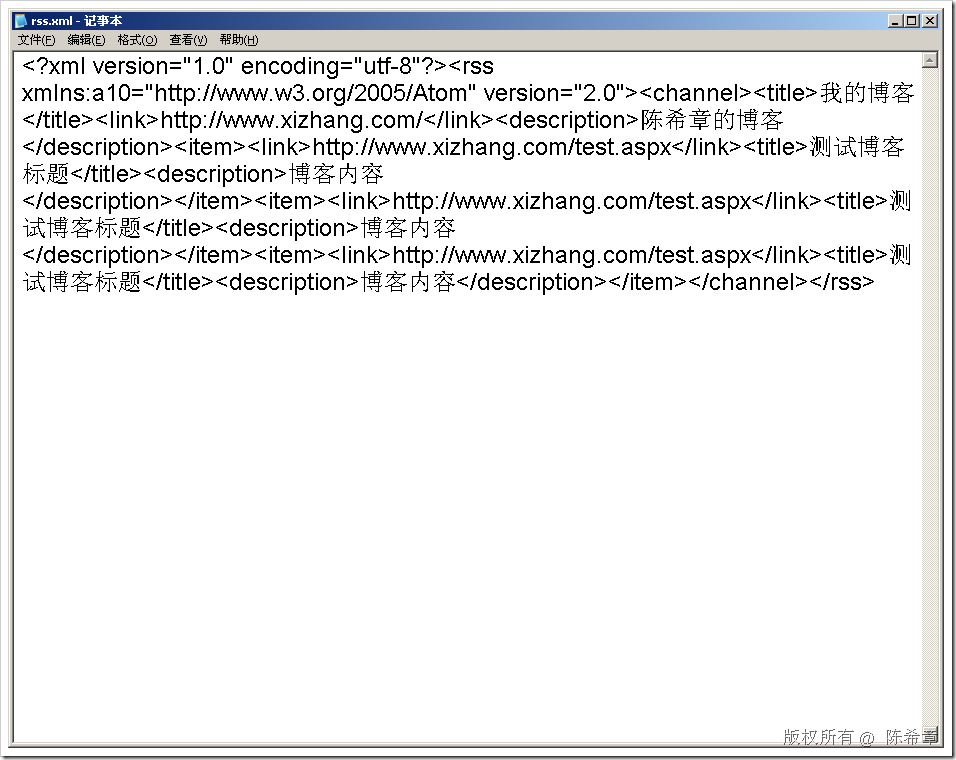 rss.xml - 记事本
文件(F) 编辑(E) 格式(O) 查看(V) 帮助(H)
<?xml version="1.0" encoding="utf-8"?><rss
xmlns:a10="http://www.w3.org/2005/Atom" version="2.0"><channel><title>我的博客
</title><link>http://www.xizhang.com/</link><description>陈希章的博客
</description><item><link>http://www.xizhang.com/test.aspx</link><title>测试博客
标题</title><description>博客内容
</description></item><item><link>http://www.xizhang.com/test.aspx</link><title>测
试博客标题</title><description>博客内容
</description></item><item><link>http://www.xizhang.com/test.aspx</link><title>测
试博客标题</title><description>博客内容</description></item></channel></rss>
版权所有 @ 陈希章